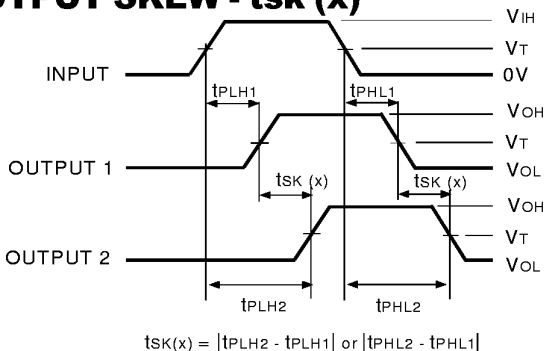 OUTPUT SKEW - tSK (x)
VIH
INPUT
VT
0V
tPLH1
tPHL1
VOH
VT
OUTPUT 1
VOL
tSK (x)
tSK (x)
VOH
VT
OUTPUT 2
VOL
tPLH2
tPHL2
tSK(x) = |tPLH2 - tPLH1| or |tPHL2 - tPHL1|